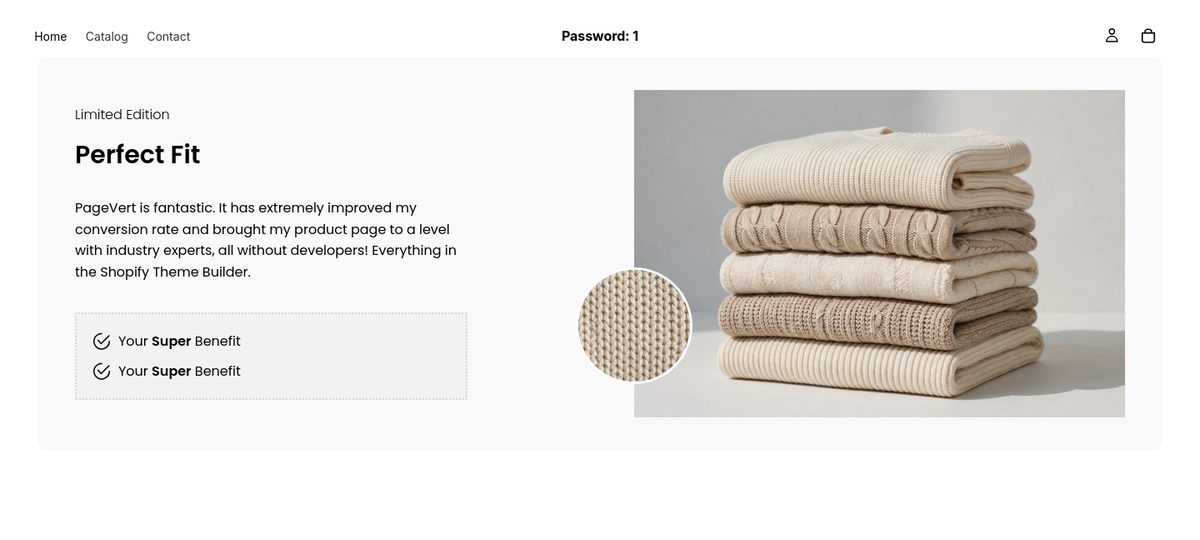 Home Catalog Contact Password: 1
Limited Edition
Perfect Fit
PageVert is fantastic. It has extremely improved my
conversion rate and brought my product page to a level
with industry experts, all without developers! Everything in
the Shopify Theme Builder.
Your Super Benefit
Your Super Benefit